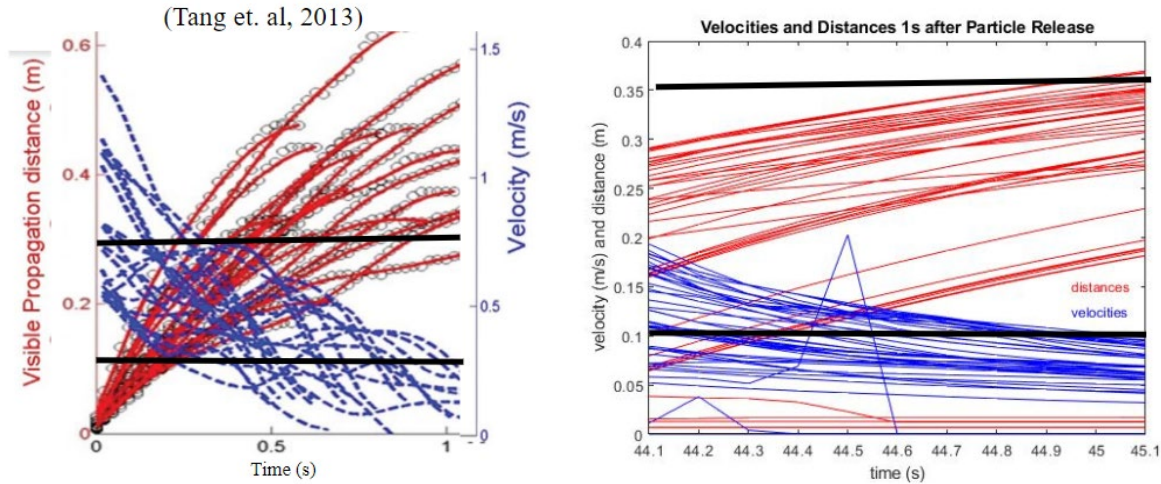 (Tang et. al, 2013)
Visible Propagation distance (m)
0.6
0.4
0.2
0
0
0.5
1
Time (s)
1.5
1
0.5
0
Velocity (m/s)
Velocities and Distances 1s after Particle Release
velocity (m/s) and distance (m)
0.4
0.35
0.3
0.25
0.2
0.15
0.1
0.05
0
distances
velocities
44.1 44.2 44.3 44.4 44.5 44.6 44.7 44.8 44.9 45 45.1
time (s)